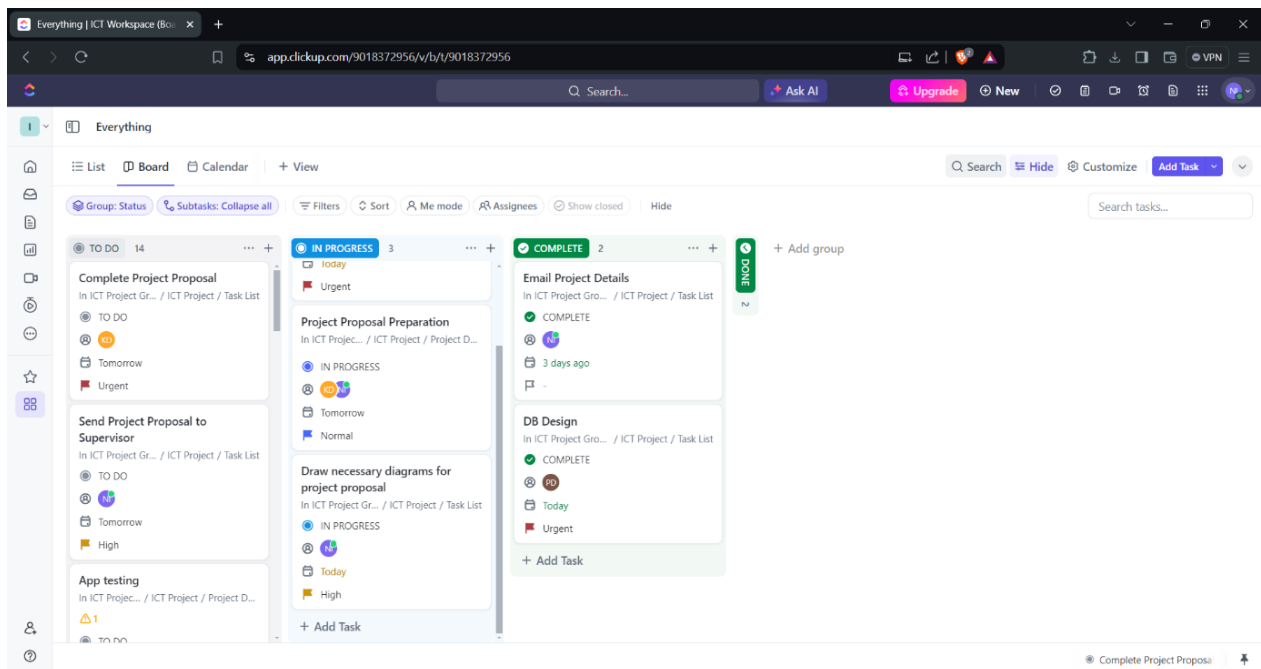 Everything | ICT Workspace (Boa
app.clickup.com/9018372956/v/b/t/9018372956
2
VPN
Search...
Ask AI
Upgrade
New
I
Everything
List
Board
Calendar
+ View
Search
Hide
Customize
Add Task
Group: Status
Subtasks: Collapse all
Filters
Sort
Me mode
Assignees
Show closed
Hide
Search tasks...
TO DO 14
Complete Project Proposal
In ICT Project Gr... / ICT Project / Task List
TO DO
KD
Tomorrow
Urgent
Send Project Proposal to
Supervisor
In ICT Project Gr... / ICT Project / Task List
TO DO
Tomorrow
High
App testing
In ICT Projec... / ICT Project / Project D...
1
TO DO
IN PROGRESS 3
Today
Urgent
Project Proposal Preparation
In ICT Projec... / ICT Project / Project D...
IN PROGRESS
KD
Tomorrow
Normal
Draw necessary diagrams for
project proposal
In ICT Project Gr... / ICT Project / Task List
IN PROGRESS
Today
High
+ Add Task
COMPLETE 2
Email Project Details
In ICT Project Gro... / ICT Project / Task List
COMPLETE
3 days ago
-
DB Design
In ICT Project Gro... / ICT Project / Task List
COMPLETE
PD
Today
Urgent
+ Add Task
DONE 2
+ Add group
Complete Project Proposa